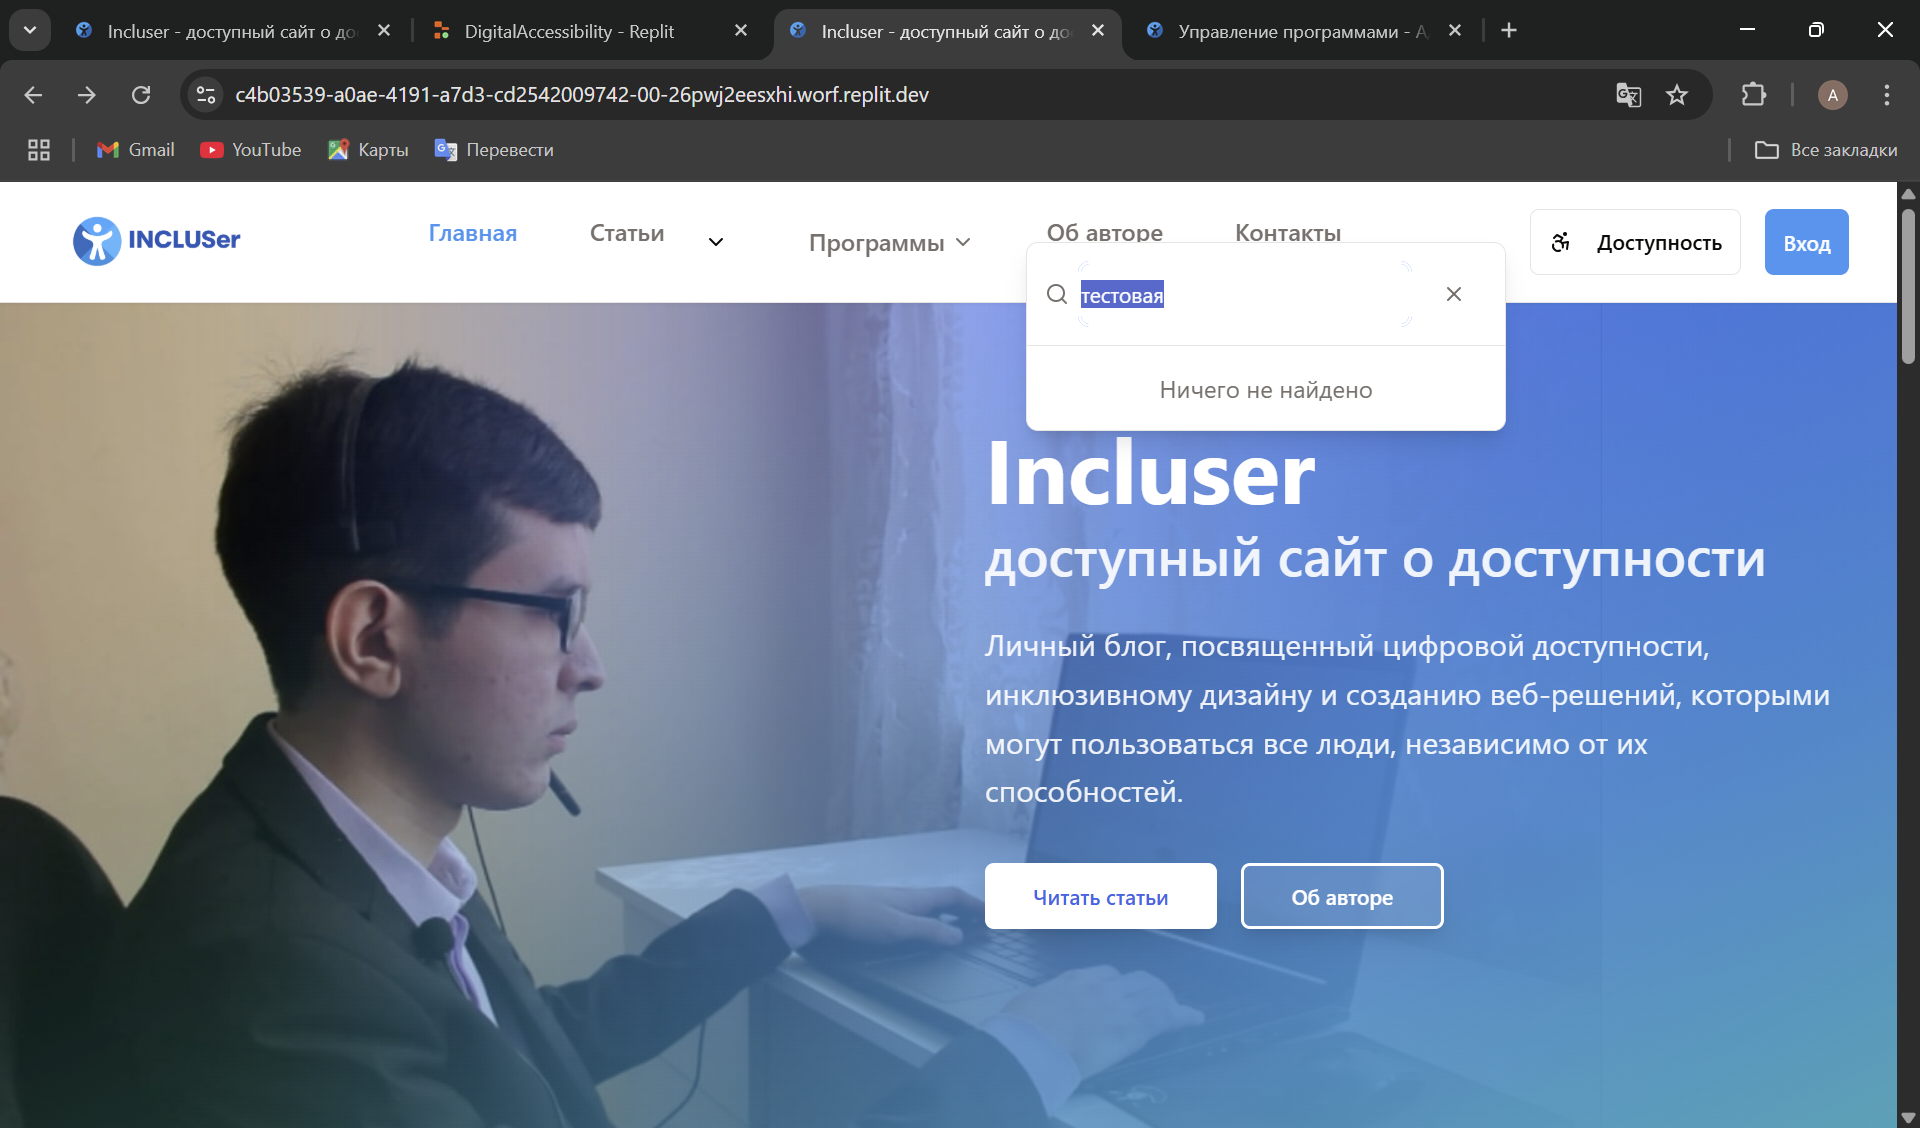 Incluser - доступный сайт о до
DigitalAccessibility - Replit
Incluser - доступный сайт о до
Управление программами - А
c4b03539-a0ae-4191-a7d3-cd2542009742-00-26pwj2eesxhi.worf.replit.dev
A
Gmail
YouTube
Карты
Перевести
Все закладки
INCLUSer
Главная
Статьи
Программы
Об авторе
Контакты
Доступность
Вход
тестовая
Ничего не найдено
Incluser
доступный сайт о доступности
Личный блог, посвященный цифровой доступности,
инклюзивному дизайну и созданию веб-решений, которыми
могут пользоваться все люди, независимо от их
способностей.
Читать статьи
Об авторе